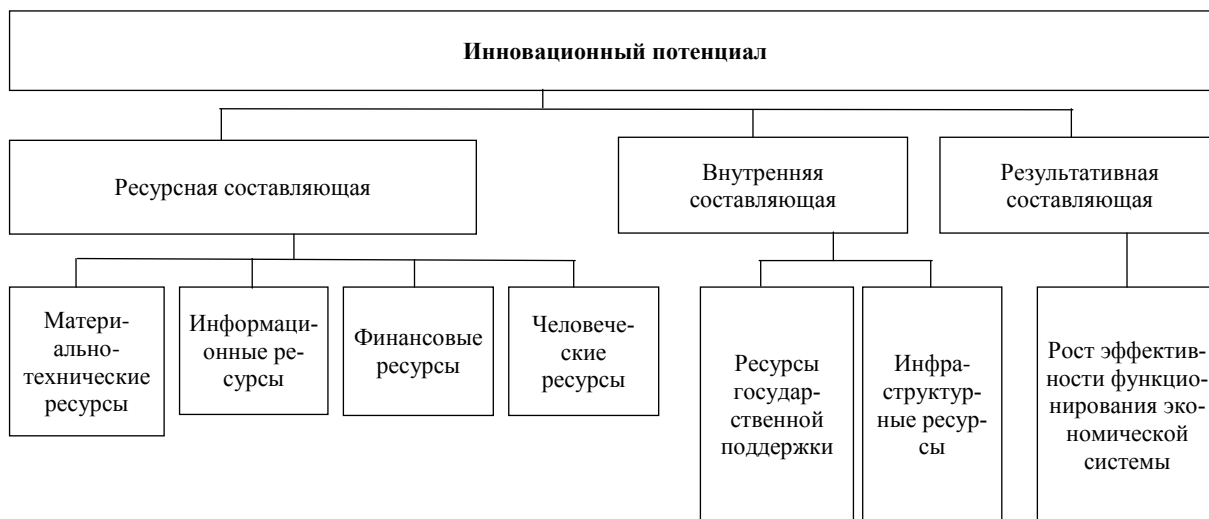 Инновационный потенциал
Ресурсная составляющая
Внутренняя
составляющая
Результативная
составляющая
Матери-
ально-
технические
ресурсы
Информаци-
онные ре-
сурсы
Финансовые
ресурсы
Человече-
ские
ресурсы
Ресурсы
государ-
ственной
поддержки
Инфра-
структур-
ные ресур-
сы
Рост эффектив-
ности функцио-
нирования эко-
номической
системы